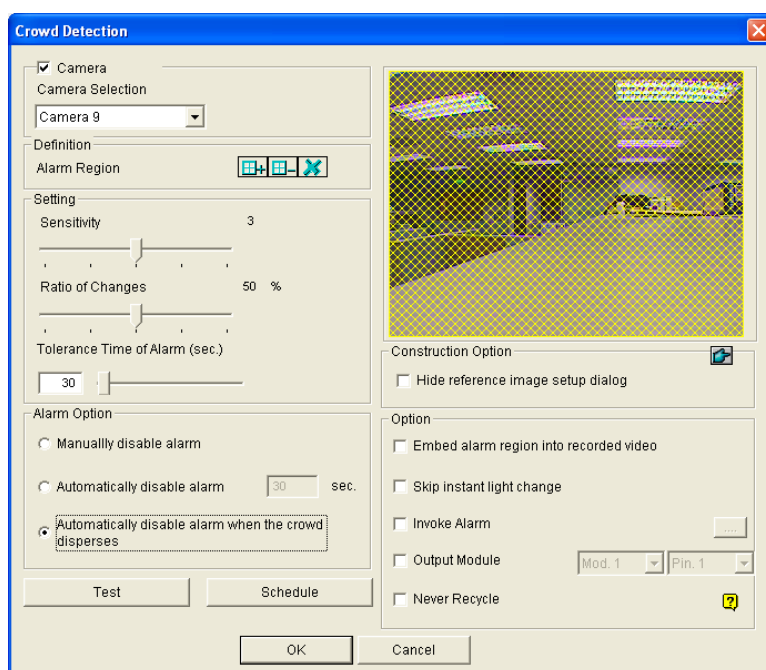 Crowd Detection
Camera
Camera Selection
Camera 9
Definition
Alarm Region
Setting
Sensitivity 3
Ratio of Changes 50 %
Tolerance Time of Alarm (sec.)
30
Alarm Option
Manuallly disable alarm
Automatically disable alarm 30 sec.
Automatically disable alarm when the crowd
disperses
Test Schedule
Construction Option
Hide reference image setup dialog
Option
Embed alarm region into recorded video
Skip instant light change
Invoke Alarm ....
Output Module Mod. 1 Pin. 1
Never Recycle ?
OK Cancel